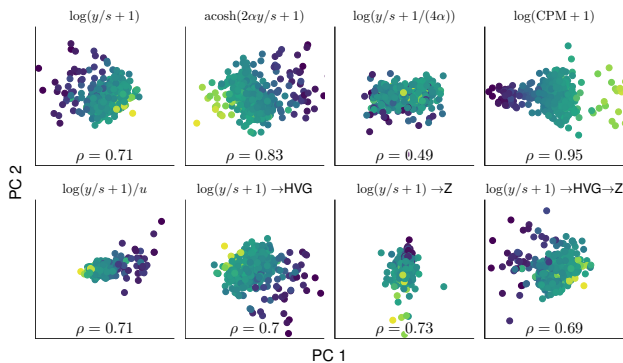 log(y/s + 1)
acosh(2αy/s + 1)
log(y/s + 1/(4α))
log(CPM + 1)
ρ = 0.71
ρ = 0.83
ρ = 0.49
ρ = 0.95
PC 2
log(y/s + 1)/u
log(y/s + 1) →HVG
log(y/s + 1) →Z
log(y/s + 1) →HVG→Z
ρ = 0.71
ρ = 0.7
ρ = 0.73
ρ = 0.69
PC 1